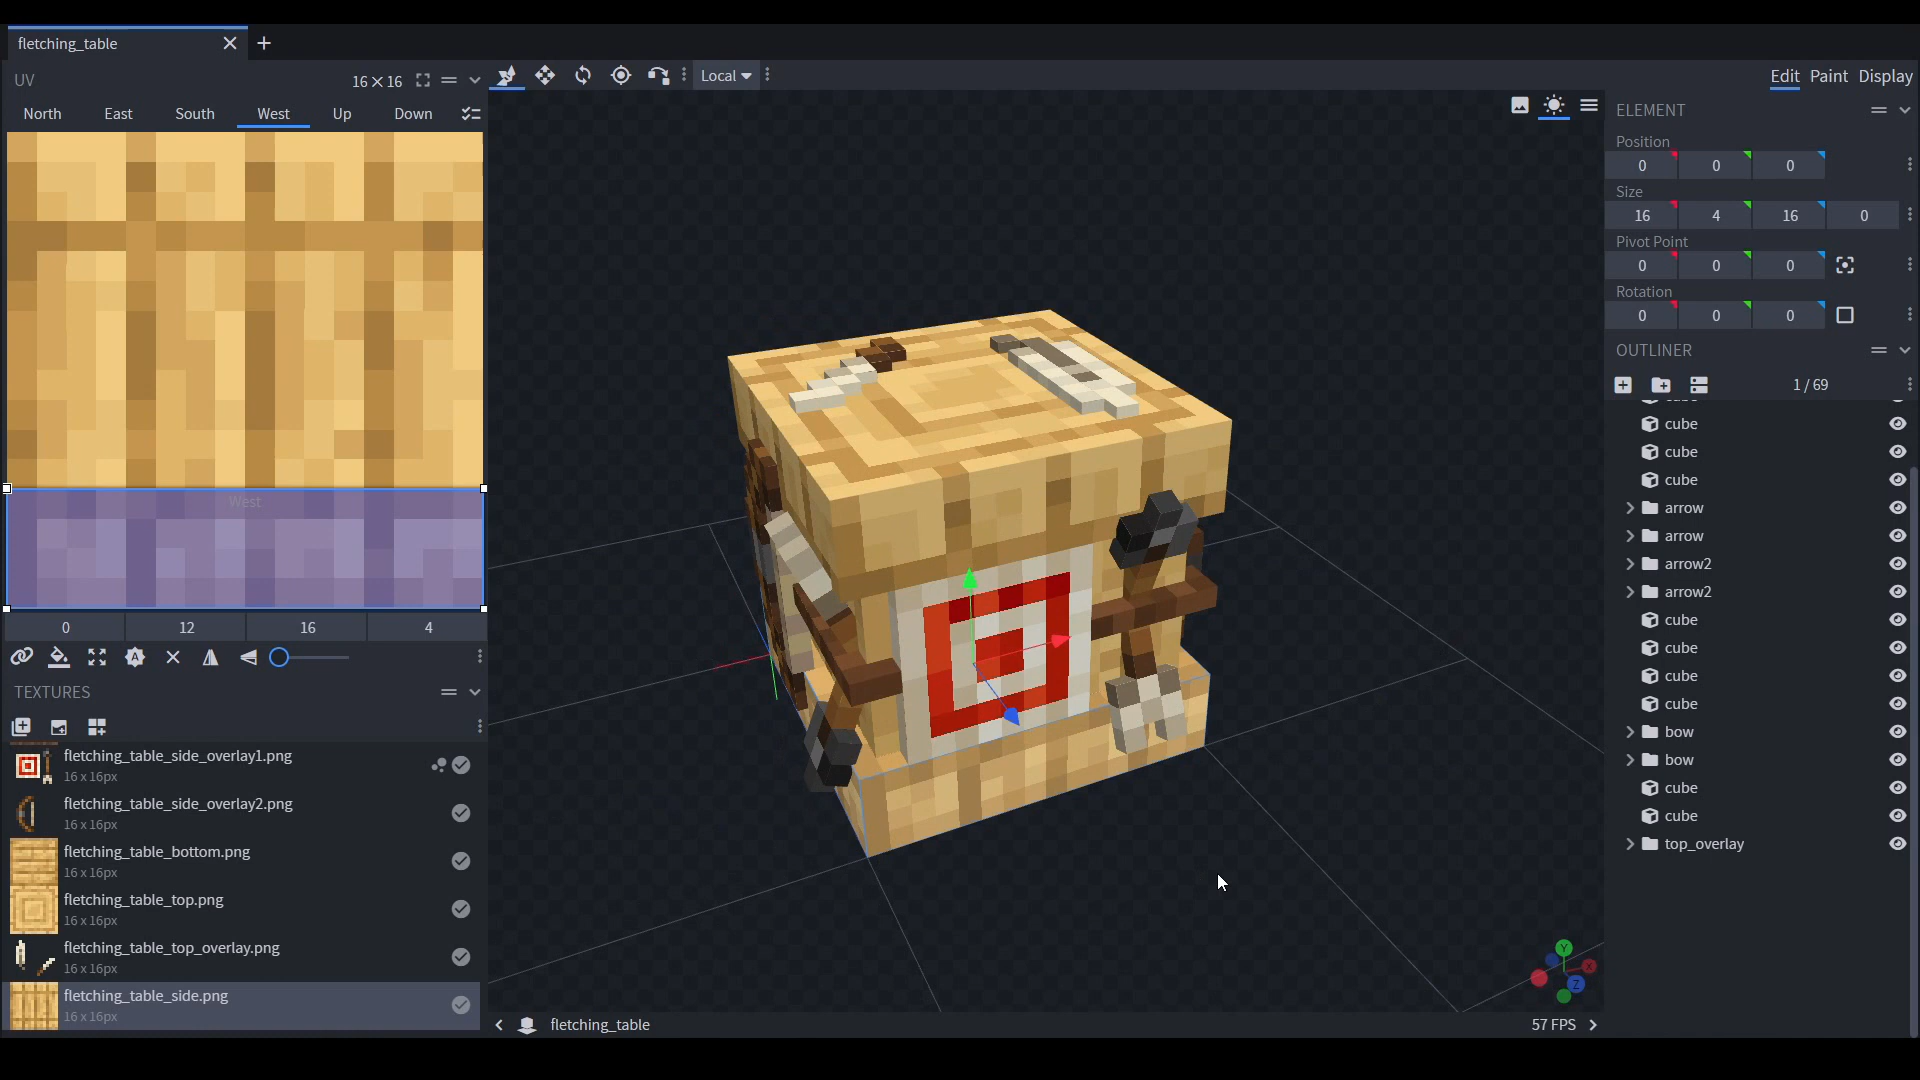 fletching_table
UV
16×16
North East South West Up Down
West
0 12 16 4
TEXTURES
fletching_table_side_overlay1.png
16 x 16px
fletching_table_side_overlay2.png
16 x 16px
fletching_table_bottom.png
16 x 16px
fletching_table_top.png
16 x 16px
fletching_table_top_overlay.png
16 x 16px
fletching_table_side.png
16 x 16px
Local
Y
X
Z
fletching_table
57 FPS
Edit Paint Display
ELEMENT
Position
0 0 0
Size
16 4 16 0
Pivot Point
0 0 0
Rotation
0 0 0
OUTLINER
1 / 69
cube
cube
cube
arrow
arrow
arrow2
arrow2
cube
cube
cube
cube
bow
bow
cube
cube
top_overlay